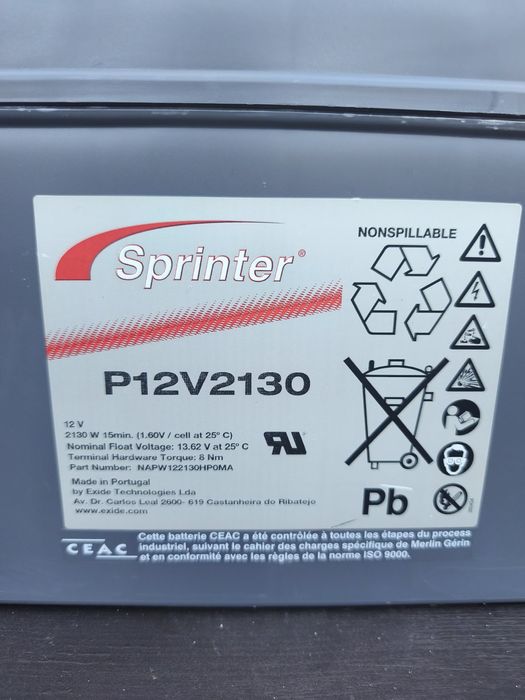 Sprinter®
NONSPILLABLE
P12V2130
12 V
2130 W 15min. (1.60V / cell at 25° C)
Nominal Float Voltage: 13.62 V at 25° C
Terminal Hardware Torque: 8 Nm
Part Number: NAPW122130HP0MA
Made in Portugal
by Exide Technologies Lda
Av. Dr. Carlos Leal 2600- 619 Castanheira do Ribatejo
www.exide.com
Pb
CEAC
Cette batterie CEAC a été contrôlée à toutes les étapes du process
industriel, suivant le cahier des charges spécifique de Merlin Gérin
et en conformité avec les règles de la norme ISO 9000.